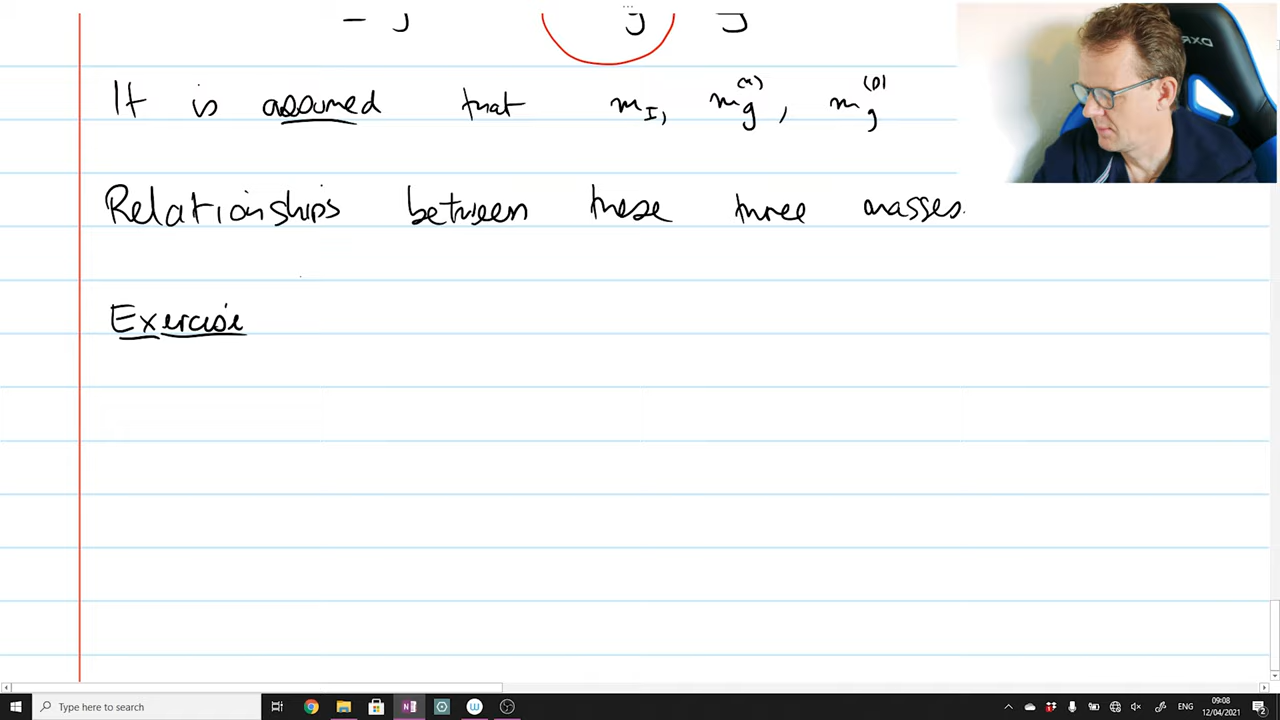 It is assumed that m_I, m_g^(a), m_g^(p)
Relationships between these three masses.
Exercise
DXRACER
Type here to search
ENG
09:08
12/04/2021